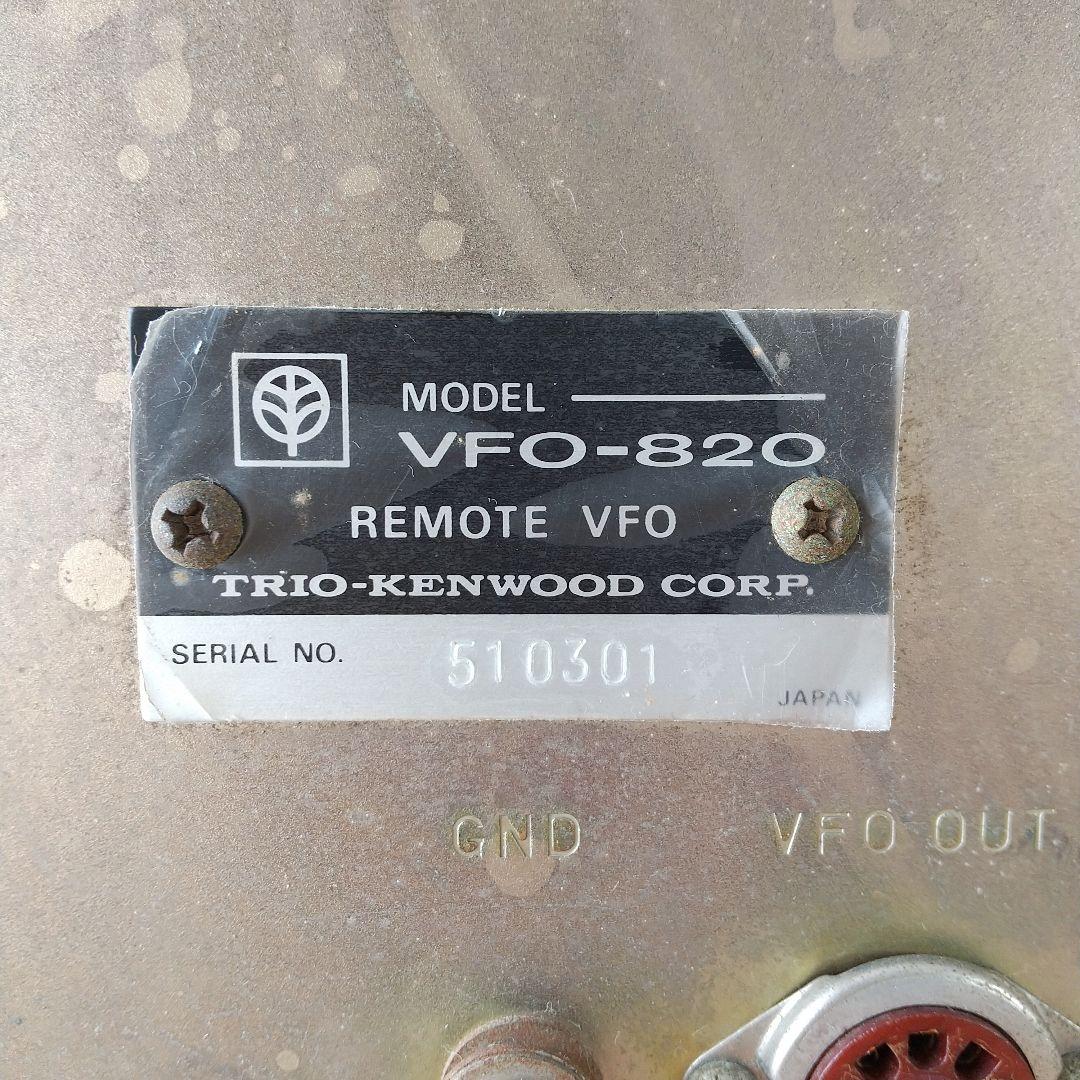 MODEL
VFO-820
REMOTE VFO
TRIO-KENWOOD CORP.
SERIAL NO. 510301
JAPAN
GND VFO OUT